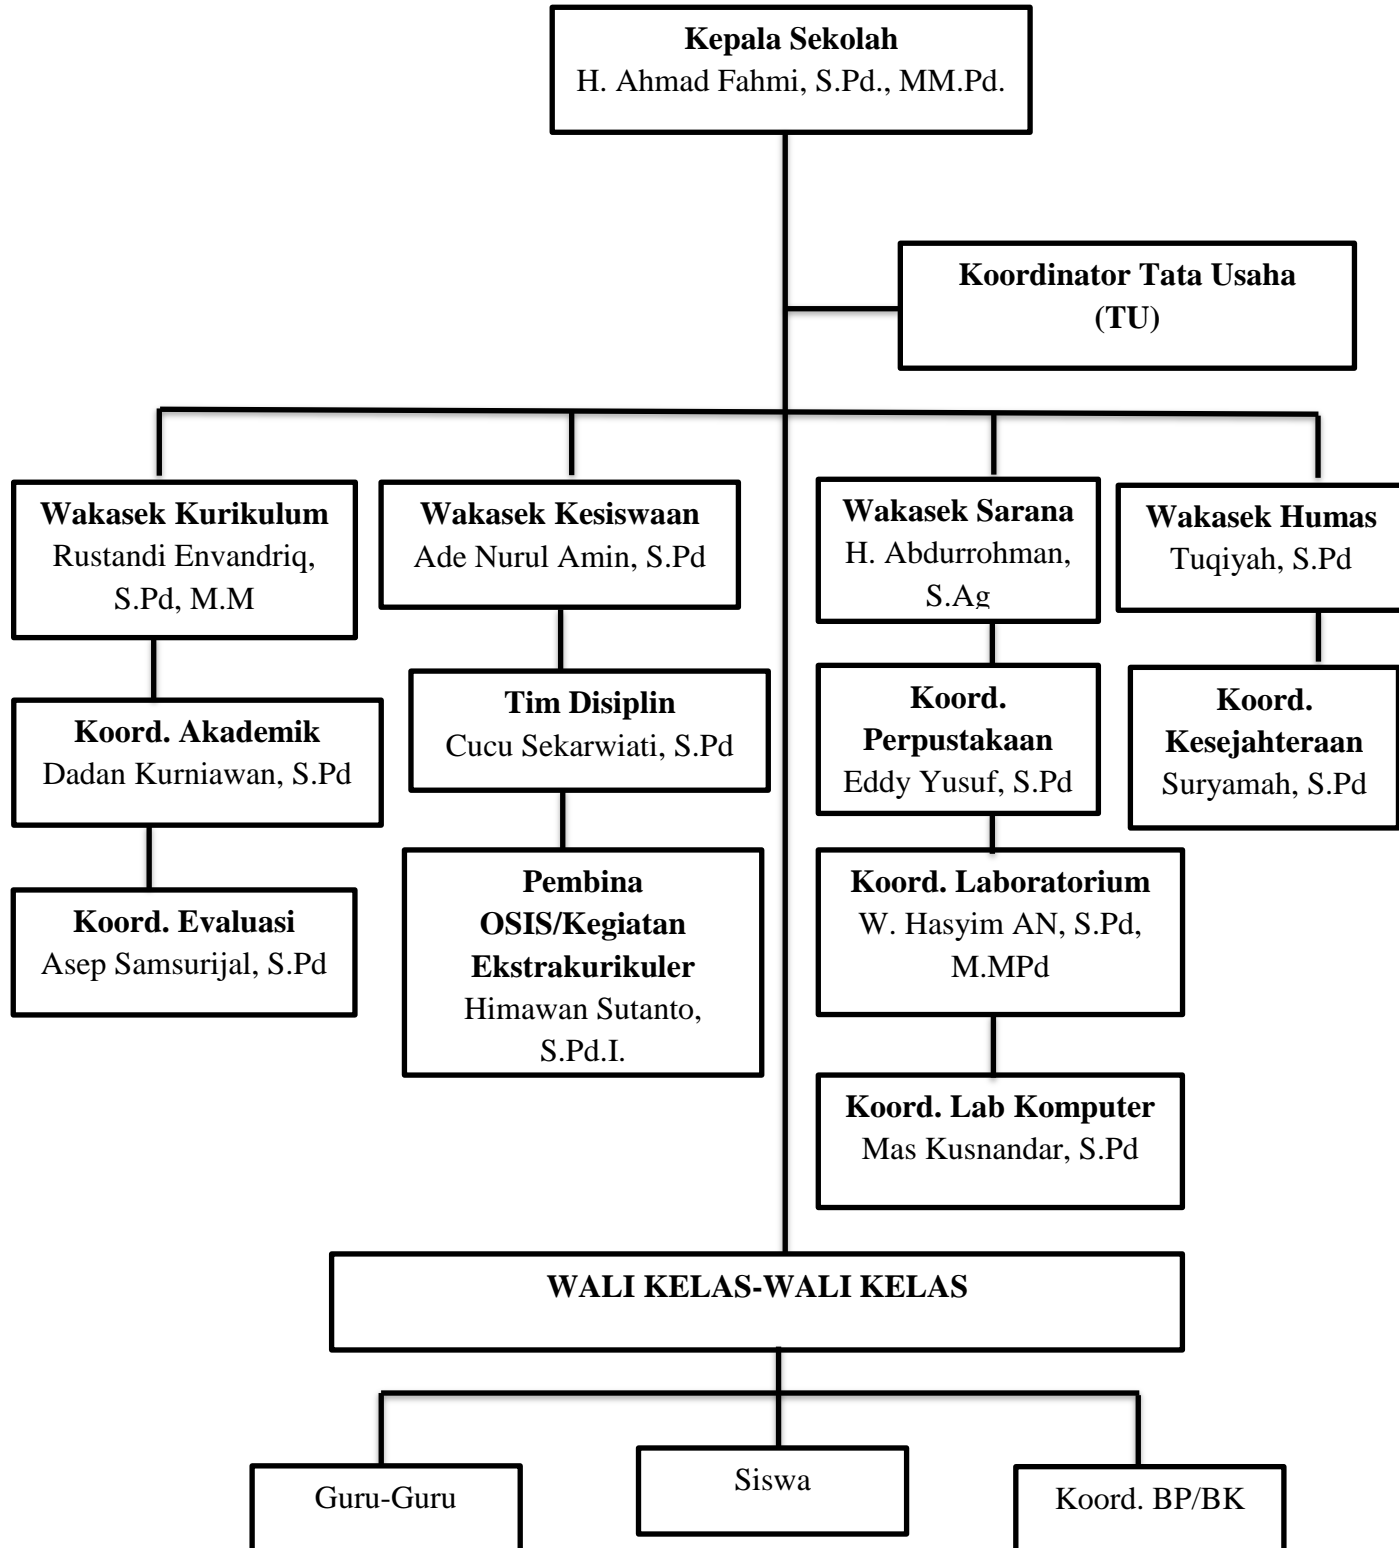 Kepala Sekolah
H. Ahmad Fahmi, S.Pd., MM.Pd.
Koordinator Tata Usaha
(TU)
Wakasek Kurikulum
Rustandi Envandriq,
S.Pd, M.M
Wakasek Kesiswaan
Ade Nurul Amin, S.Pd
Wakasek Sarana
H. Abdurrohman,
S.Ag
Wakasek Humas
Tuqiyah, S.Pd
Koord. Akademik
Dadan Kurniawan, S.Pd
Tim Disiplin
Cucu Sekarwiati, S.Pd
Koord.
Perpustakaan
Eddy Yusuf, S.Pd
Koord.
Kesejahteraan
Suryamah, S.Pd
Koord. Evaluasi
Asep Samsurijal, S.Pd
Pembina
OSIS/Kegiatan
Ekstrakurikuler
Himawan Sutanto,
S.Pd.I.
Koord. Laboratorium
W. Hasyim AN, S.Pd,
M.MPd
Koord. Lab Komputer
Mas Kusnandar, S.Pd
WALI KELAS-WALI KELAS
Guru-Guru
Siswa
Koord. BP/BK